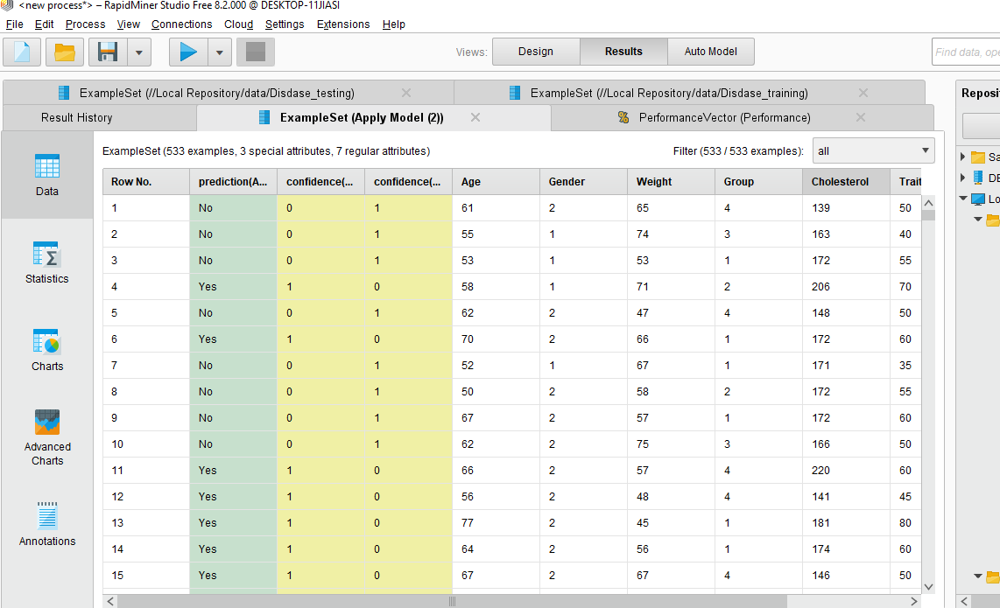 <new process*> – RapidMiner Studio Free 8.2.000 @ DESKTOP-11JIASI
File Edit Process View Connections Cloud Settings Extensions Help
Views: Design Results Auto Model Find data, ope
ExampleSet (//Local Repository/data/Disdase_testing) ExampleSet (//Local Repository/data/Disdase_training) Reposit
Result History ExampleSet (Apply Model (2)) PerformanceVector (Performance)
ExampleSet (533 examples, 3 special attributes, 7 regular attributes) Filter (533 / 533 examples): all
Sa
DE
Lo
Data
Statistics
Charts
Advanced
Charts
Annotations
Row No. prediction(A... confidence(... confidence(... Age Gender Weight Group Cholesterol Trait
1 No 0 1 61 2 65 4 139 50
2 No 0 1 55 1 74 3 163 40
3 No 0 1 53 1 53 1 172 55
4 Yes 1 0 58 1 71 2 206 70
5 No 0 1 62 2 47 4 148 50
6 Yes 1 0 70 2 66 1 172 60
7 No 0 1 52 1 67 1 171 35
8 No 0 1 50 2 58 2 172 55
9 No 0 1 67 2 57 1 172 60
10 No 0 1 62 2 75 3 166 50
11 Yes 1 0 66 2 57 4 220 60
12 Yes 1 0 56 2 48 4 141 45
13 Yes 1 0 77 2 45 1 181 80
14 Yes 1 0 64 2 56 1 174 60
15 Yes 1 0 67 2 67 4 146 50